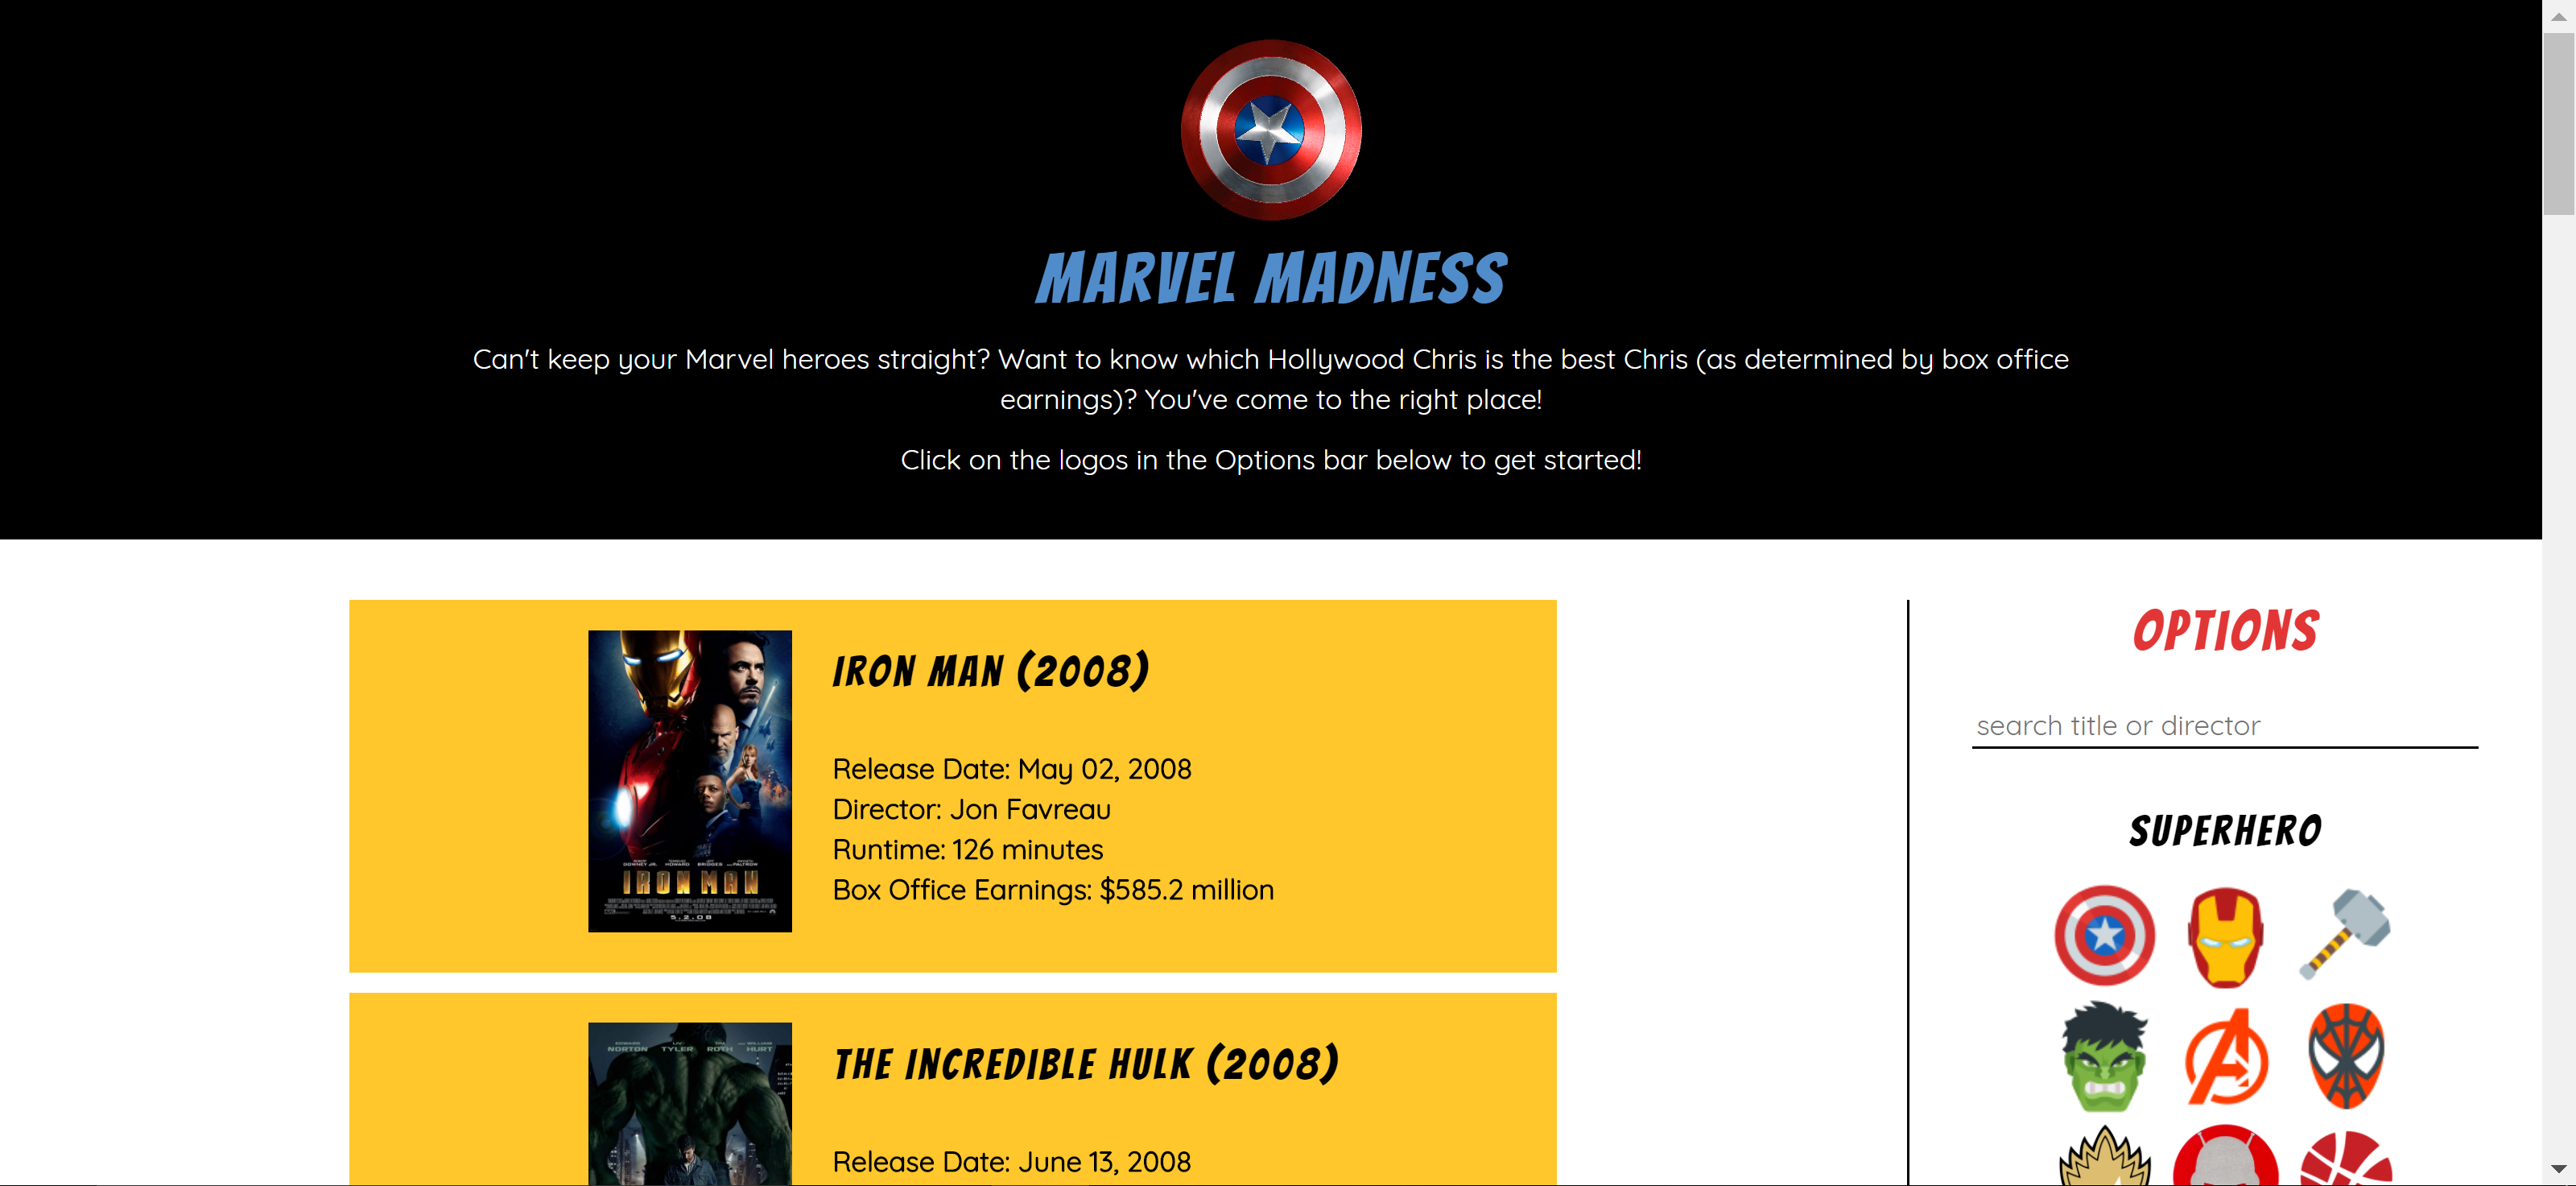 MARVEL MADNESS
Can't keep your Marvel heroes straight? Want to know which Hollywood Chris is the best Chris (as determined by box office
earnings)? You've come to the right place!
Click on the logos in the Options bar below to get started!
IRON MAN (2008)
Release Date: May 02, 2008
Director: Jon Favreau
Runtime: 126 minutes
Box Office Earnings: $585.2 million
IRON MAN
5.2.08
THE INCREDIBLE HULK (2008)
Release Date: June 13, 2008
NORTON TYLER ROTH HURT
OPTIONS
search title or director
SUPERHERO